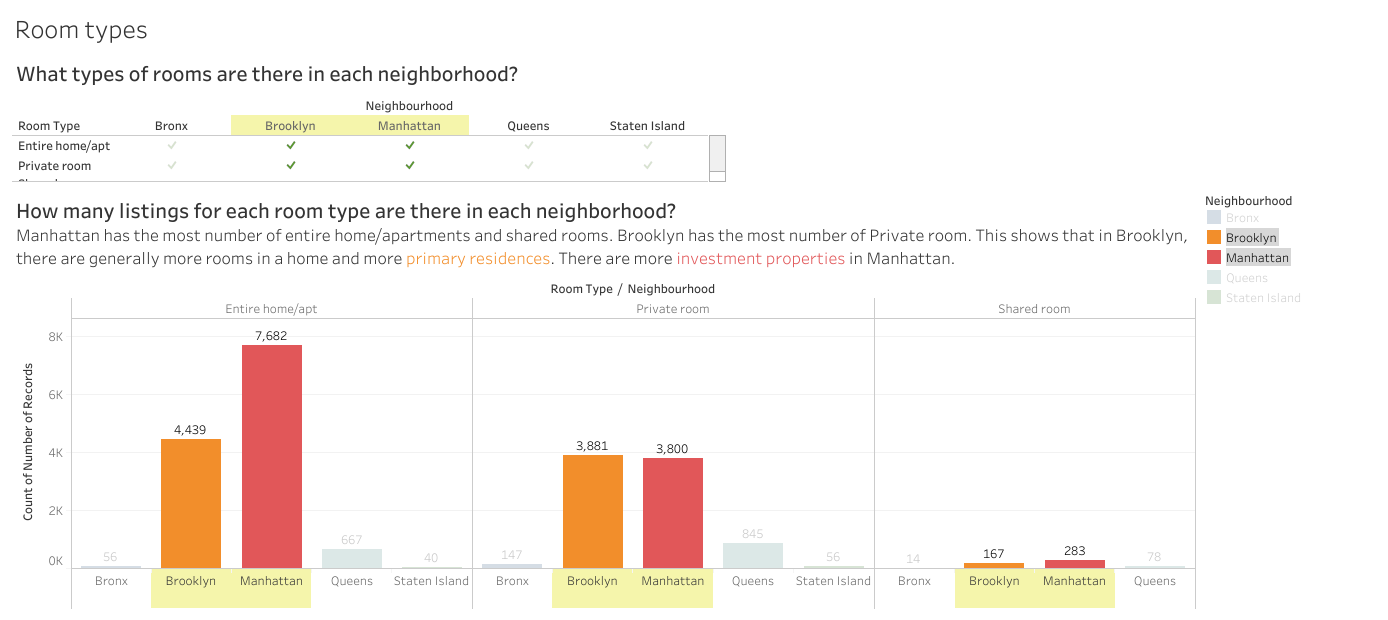 Room types
What types of rooms are there in each neighborhood?
Neighbourhood
Room Type Bronx Brooklyn Manhattan Queens Staten Island
Entire home/apt
Private room
How many listings for each room type are there in each neighborhood?
Manhattan has the most number of entire home/apartments and shared rooms. Brooklyn has the most number of Private room. This shows that in Brooklyn,
there are generally more rooms in a home and more primary residences. There are more investment properties in Manhattan.
Neighbourhood
Bronx
Brooklyn
Manhattan
Queens
Staten Island
Room Type / Neighbourhood
Entire home/apt Private room Shared room
Count of Number of Records
8K
6K
4K
2K
0K
56 4,439 7,682 667 40
147 3,881 3,800 845 56
14 167 283 78
Bronx Brooklyn Manhattan Queens Staten Island Bronx Brooklyn Manhattan Queens Staten Island Bronx Brooklyn Manhattan Queens